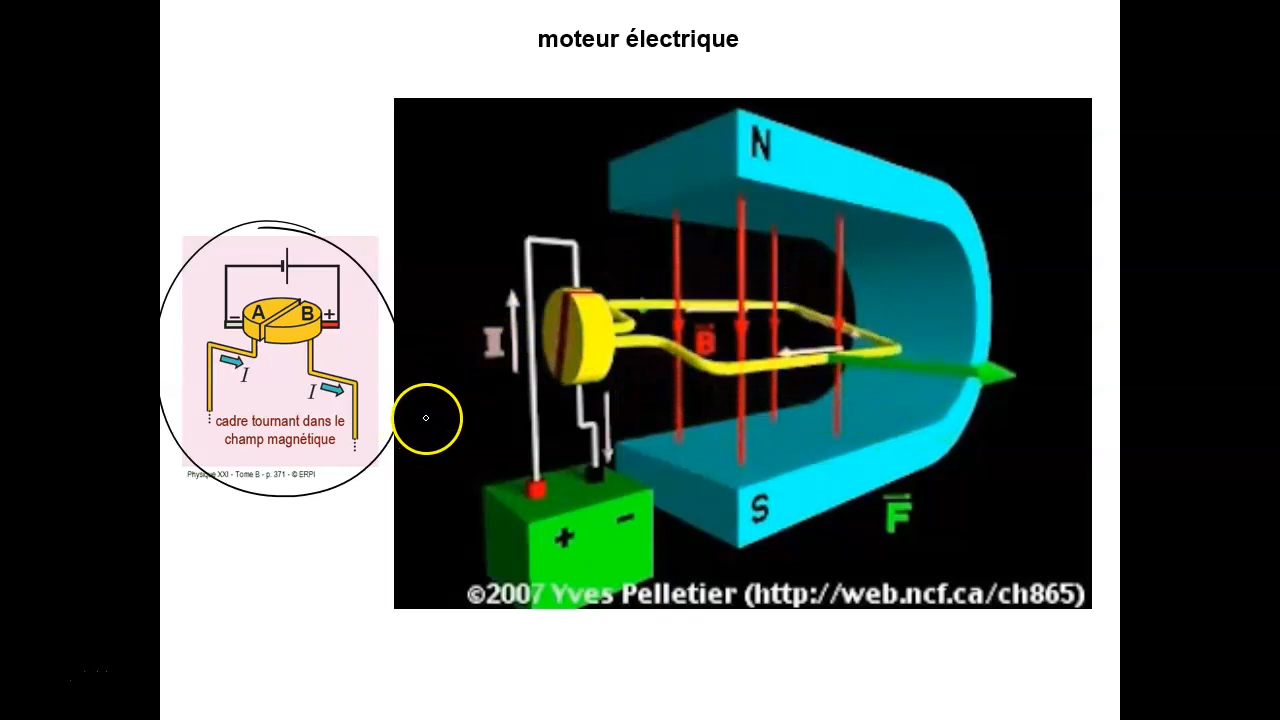 moteur électrique
N
A
B
–
+
I
I
cadre tournant dans le
champ magnétique
Physique XXI - Tome B - p. 371 - © ERPI
I
B
S
F
+
–
©2007 Yves Pelletier (http://web.ncf.ca/ch865)